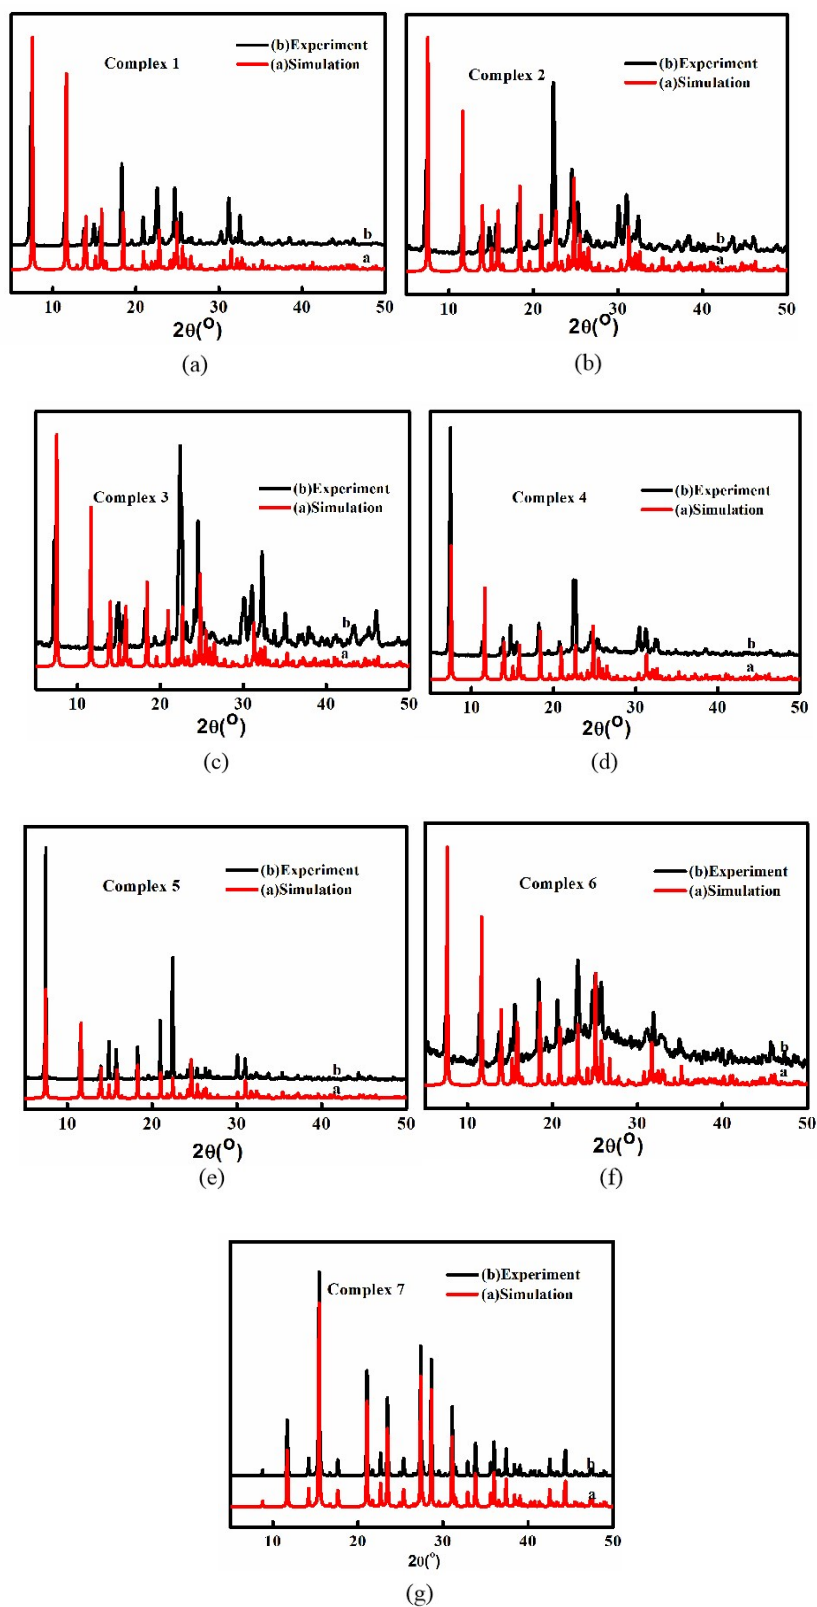 Complex 1
(b)Experiment
(a)Simulation
b
a
10 20 30 40 50
2θ(O)
(a)
Complex 2
(b)Experiment
(a)Simulation
b
a
10 20 30 40 50
2θ(O)
(b)
Complex 3
(b)Experiment
(a)Simulation
b
a
10 20 30 40 50
2θ(O)
(c)
Complex 4
(b)Experiment
(a)Simulation
b
a
10 20 30 40 50
2θ(O)
(d)
Complex 5
(b)Experiment
(a)Simulation
b
a
10 20 30 40 50
2θ(O)
(e)
Complex 6
(b)Experiment
(a)Simulation
b
a
10 20 30 40 50
2θ(O)
(f)
Complex 7
(b)Experiment
(a)Simulation
b
a
10 20 30 40 50
2θ(°)
(g)